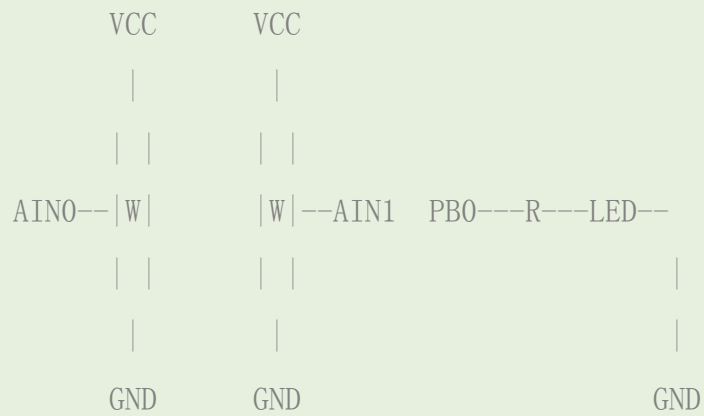 VCC VCC
| |
| | | |
AIN0--|W| |W|--AIN1 PB0---R---LED--
| | | | |
| | |
GND GND GND